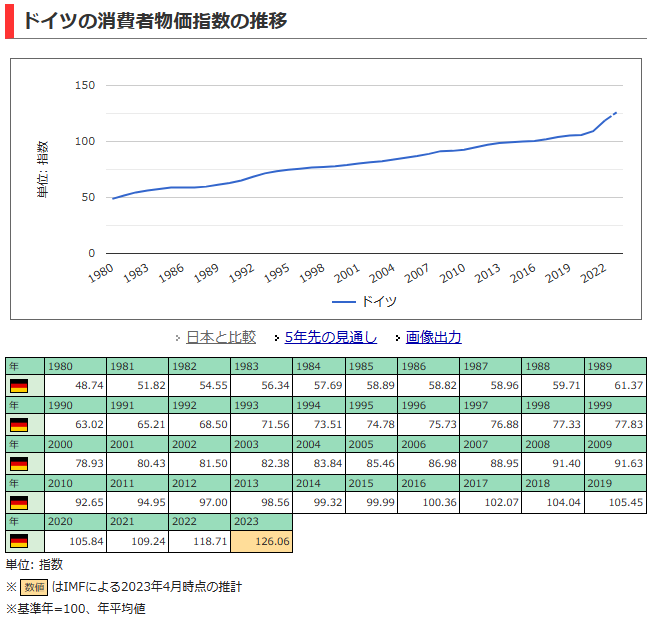 ドイツの消費者物価指数の推移
150
100
50
0
単位: 指数
1980 1983 1986 1989 1992 1995 1998 2001 2004 2007 2010 2013 2016 2019 2022
ドイツ
日本と比較 5年先の見通し 画像出力
年 1980 1981 1982 1983 1984 1985 1986 1987 1988 1989
48.74 51.82 54.55 56.34 57.69 58.89 58.82 58.96 59.71 61.37
年 1990 1991 1992 1993 1994 1995 1996 1997 1998 1999
63.02 65.21 68.50 71.56 73.51 74.78 75.73 76.88 77.33 77.83
年 2000 2001 2002 2003 2004 2005 2006 2007 2008 2009
78.93 80.43 81.50 82.38 83.84 85.46 86.98 88.95 91.40 91.63
年 2010 2011 2012 2013 2014 2015 2016 2017 2018 2019
92.65 94.95 97.00 98.56 99.32 99.99 100.36 102.07 104.04 105.45
年 2020 2021 2022 2023
105.84 109.24 118.71 126.06
単位: 指数
※ 数値 はIMFによる2023年4月時点の推計
※基準年=100、年平均値